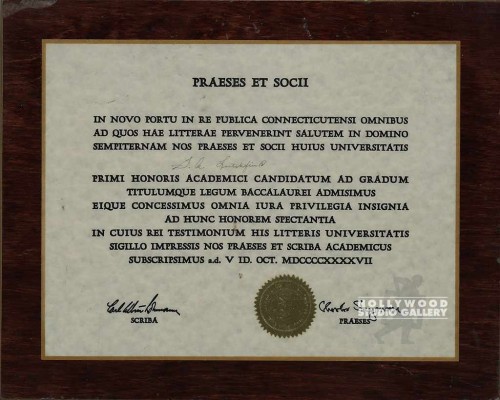 PRAESES ET SOCII
IN NOVO PORTU IN RE PUBLICA CONNECTICUTENSI OMNIBUS
AD QUOS HAE LITTERAE PERVENERINT SALUTEM IN DOMINO
SEMPITERNAM NOS PRAESES ET SOCII HUIUS UNIVERSITATIS
PRIMI HONORIS ACADEMICI CANDIDATUM AD GRADUM
TITULUMQUE LEGUM BACCALAUREI ADMISIMUS
EIQUE CONCESSIMUS OMNIA IURA PRIVILEGIA INSIGNIA
AD HUNC HONOREM SPECTANTIA
IN CUIUS REI TESTIMONIUM HIS LITTERIS UNIVERSITATIS
SIGILLO IMPRESSIS NOS PRAESES ET SCRIBA ACADEMICUS
SUBSCRIPSIMUS a.d. V ID. OCT. MDCCCCXXXXVII
SCRIBA
PRAESES
HOLLYWOOD
STUDIO GALLERY